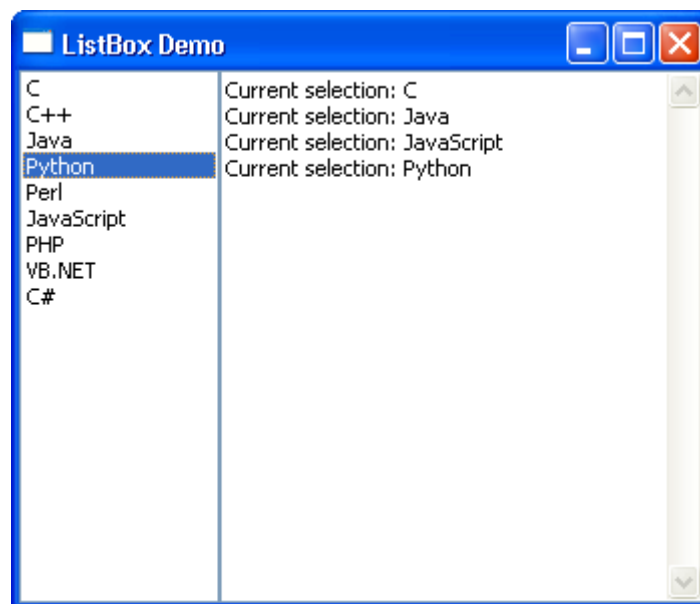 ListBox Demo
C
C++
Java
Python
Perl
JavaScript
PHP
VB.NET
C#
Current selection: C
Current selection: Java
Current selection: JavaScript
Current selection: Python